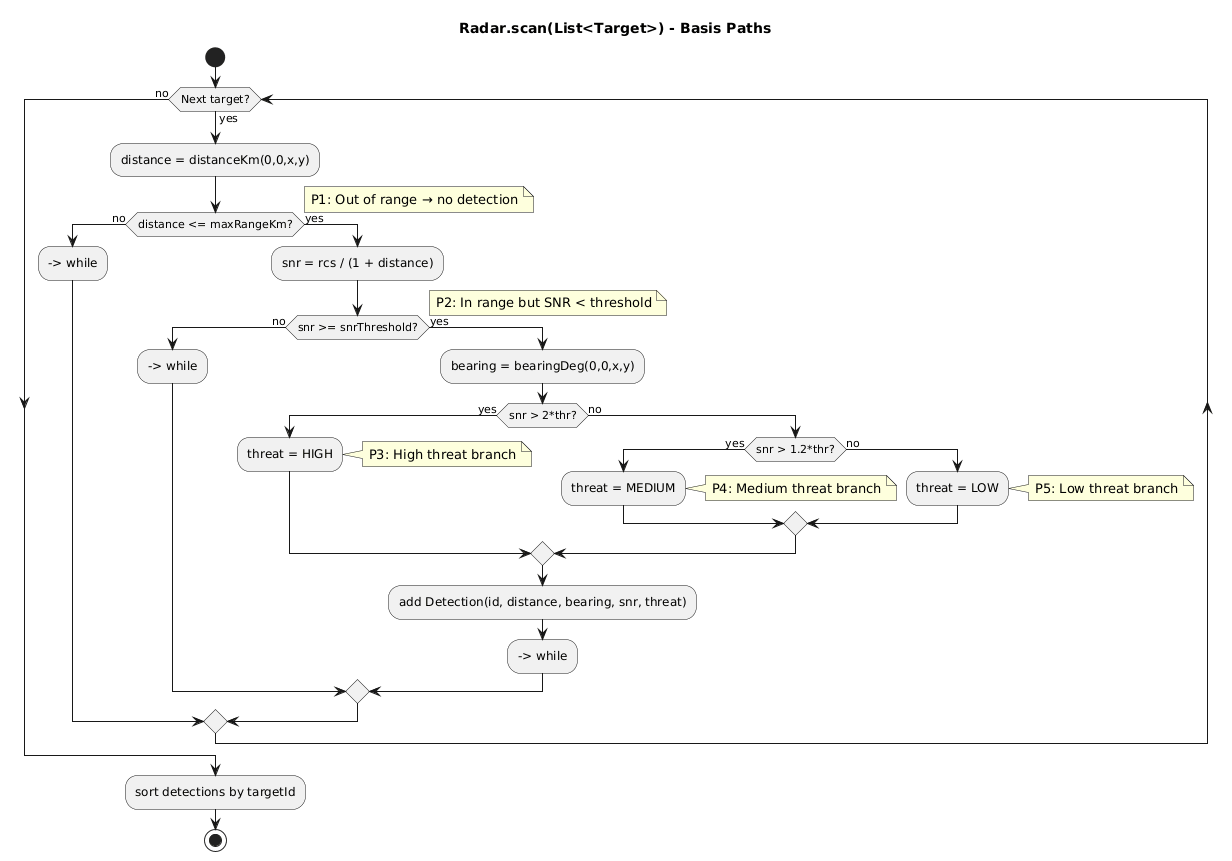 Radar.scan(List<Target>) - Basis Paths
no
Next target?
yes
distance = distanceKm(0,0,x,y)
P1: Out of range → no detection
no
distance <= maxRangeKm?
yes
-> while
snr = rcs / (1 + distance)
P2: In range but SNR < threshold
no
snr >= snrThreshold?
yes
-> while
bearing = bearingDeg(0,0,x,y)
yes
snr > 2*thr?
no
threat = HIGH
P3: High threat branch
yes
snr > 1.2*thr?
no
threat = MEDIUM
P4: Medium threat branch
threat = LOW
P5: Low threat branch
add Detection(id, distance, bearing, snr, threat)
-> while
sort detections by targetId